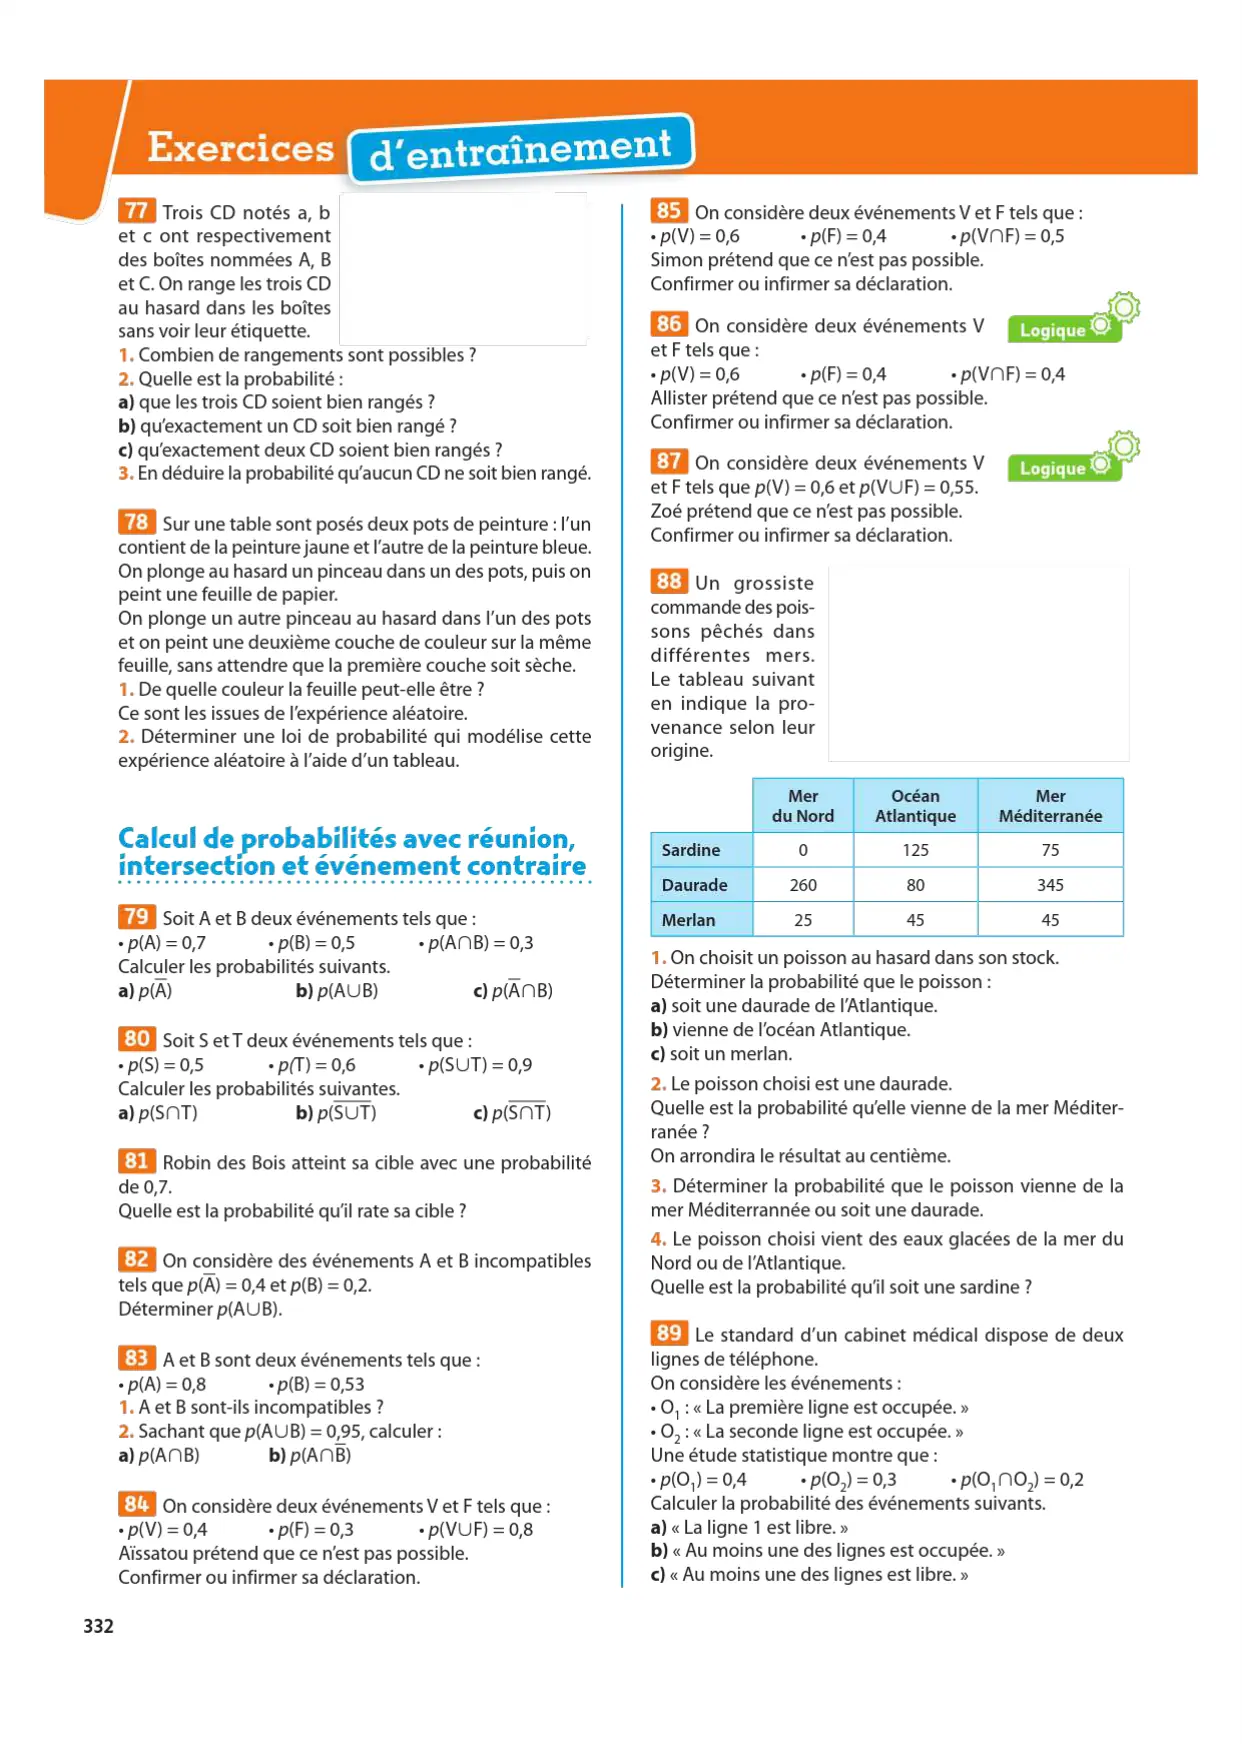 Exercices d'entraînement
77 Trois CD notés a, b
et c ont respectivement
des boîtes nommées A, B
et C. On range les trois CD
au hasard dans les boîtes
sans voir leur étiquette.
1. Combien de rangements sont possibles ?
2. Quelle est la probabilité :
a) que les trois CD soient bien rangés ?
b) qu'exactement un CD soit bien rangé ?
c) qu'exactement deux CD soient bien rangés ?
3. En déduire la probabilité qu'aucun CD ne soit bien rangé.
78 Sur une table sont posés deux pots de peinture : l'un
contient de la peinture jaune et l'autre de la peinture bleue.
On plonge au hasard un pinceau dans un des pots, puis on
peint une feuille de papier.
On plonge un autre pinceau au hasard dans l'un des pots
et on peint une deuxième couche de couleur sur la même
feuille, sans attendre que la première couche soit sèche.
1. De quelle couleur la feuille peut-elle être ?
Ce sont les issues de l'expérience aléatoire.
2. Déterminer une loi de probabilité qui modélise cette
expérience aléatoire à l'aide d'un tableau.
Calcul de probabilités avec réunion,
intersection et événement contraire
79 Soit A et B deux événements tels que :
• p(A) = 0,7 • p(B) = 0,5 • p(A∩B) = 0,3
Calculer les probabilités suivants.
a) p(A̅) b) p(A∪B) c) p(A̅∩B)
80 Soit S et T deux événements tels que :
• p(S) = 0,5 • p(T) = 0,6 • p(S∪T) = 0,9
Calculer les probabilités suivantes.
a) p(S∩T) b) p(S̅∪̅T̅) c) p(S̅∩̅T̅)
81 Robin des Bois atteint sa cible avec une probabilité
de 0,7.
Quelle est la probabilité qu'il rate sa cible ?
82 On considère des événements A et B incompatibles
tels que p(A̅) = 0,4 et p(B) = 0,2.
Déterminer p(A∪B).
83 A et B sont deux événements tels que :
• p(A) = 0,8 • p(B) = 0,53
1. A et B sont-ils incompatibles ?
2. Sachant que p(A∪B) = 0,95, calculer :
a) p(A∩B) b) p(A∩B̅)
84 On considère deux événements V et F tels que :
• p(V) = 0,4 • p(F) = 0,3 • p(V∪F) = 0,8
Aïssatou prétend que ce n'est pas possible.
Confirmer ou infirmer sa déclaration.
85 On considère deux événements V et F tels que :
• p(V) = 0,6 • p(F) = 0,4 • p(V∩F) = 0,5
Simon prétend que ce n'est pas possible.
Confirmer ou infirmer sa déclaration.
86 On considère deux événements V Logique
et F tels que :
• p(V) = 0,6 • p(F) = 0,4 • p(V∩F) = 0,4
Allister prétend que ce n'est pas possible.
Confirmer ou infirmer sa déclaration.
87 On considère deux événements V Logique
et F tels que p(V) = 0,6 et p(V∪F) = 0,55.
Zoé prétend que ce n'est pas possible.
Confirmer ou infirmer sa déclaration.
88 Un grossiste
commande des pois-
sons pêchés dans
différentes mers.
Le tableau suivant
en indique la pro-
venance selon leur
origine.
Mer du Nord Océan Atlantique Mer Méditerranée
Sardine 0 125 75
Daurade 260 80 345
Merlan 25 45 45
1. On choisit un poisson au hasard dans son stock.
Déterminer la probabilité que le poisson :
a) soit une daurade de l'Atlantique.
b) vienne de l'océan Atlantique.
c) soit un merlan.
2. Le poisson choisi est une daurade.
Quelle est la probabilité qu'elle vienne de la mer Méditer-
ranée ?
On arrondira le résultat au centième.
3. Déterminer la probabilité que le poisson vienne de la
mer Méditerrannée ou soit une daurade.
4. Le poisson choisi vient des eaux glacées de la mer du
Nord ou de l'Atlantique.
Quelle est la probabilité qu'il soit une sardine ?
89 Le standard d'un cabinet médical dispose de deux
lignes de téléphone.
On considère les événements :
• O₁ : « La première ligne est occupée. »
• O₂ : « La seconde ligne est occupée. »
Une étude statistique montre que :
• p(O₁) = 0,4 • p(O₂) = 0,3 • p(O₁∩O₂) = 0,2
Calculer la probabilité des événements suivants.
a) « La ligne 1 est libre. »
b) « Au moins une des lignes est occupée. »
c) « Au moins une des lignes est libre. »
332